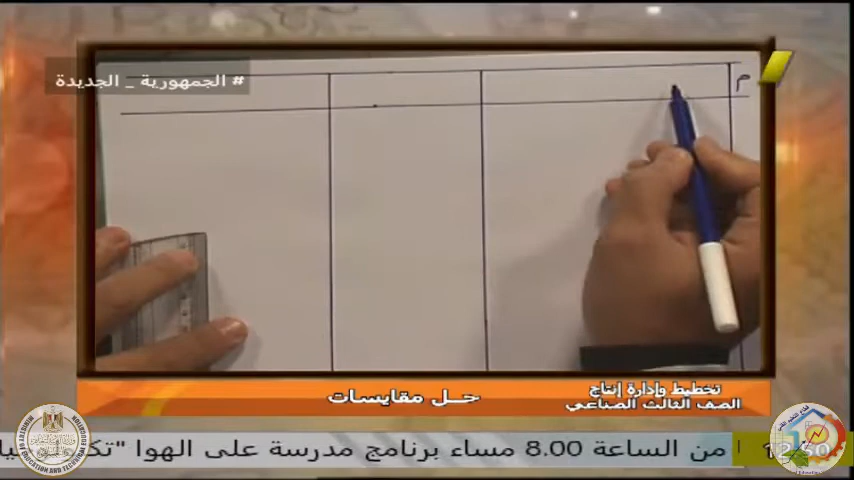 # الجمهورية _ الجديدة
م
تخطيط وإدارة إنتاج
الصف الثالث الصناعي
حـل مقايسات
من الساعة 8.00 مساء برنامج مدرسة على الهوا "تك